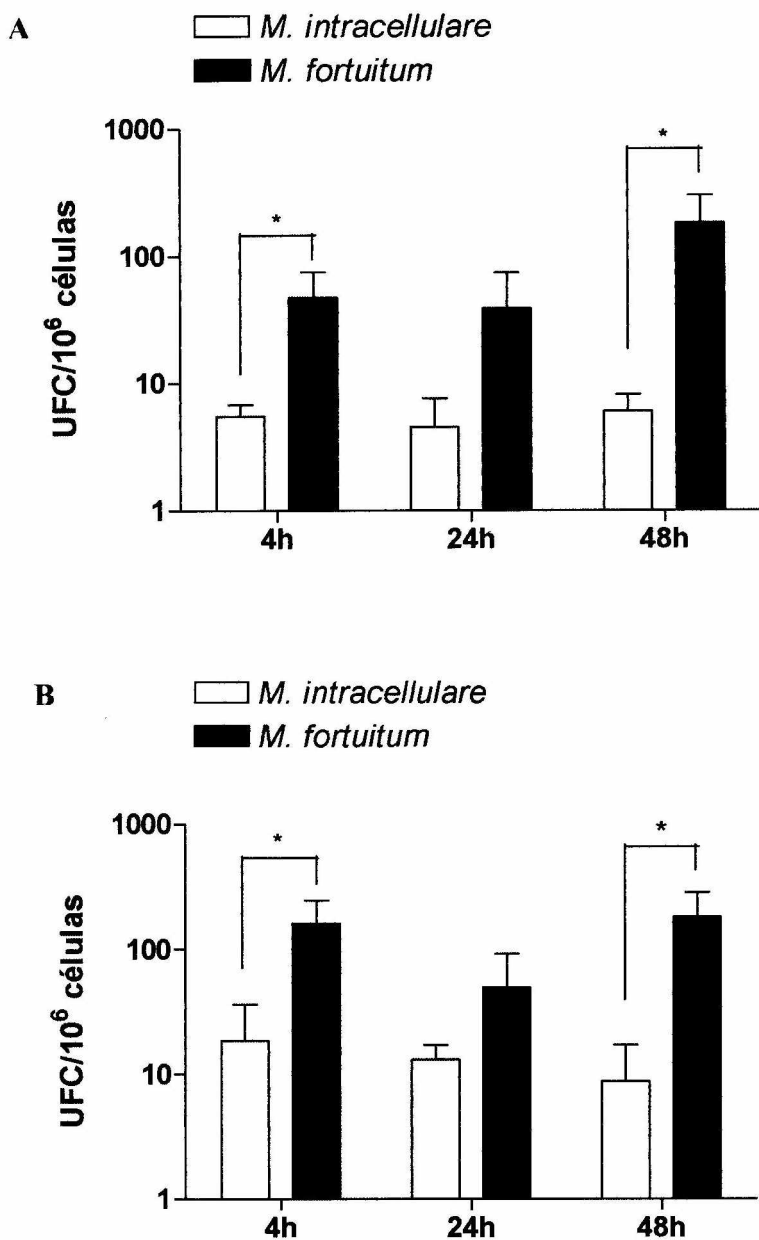 A
M. intracellulare
M. fortuitum
1000
*
*
100
10
1
UFC/10⁶ células
4h
24h
48h
B
M. intracellulare
M. fortuitum
1000
*
*
100
10
1
UFC/10⁶ células
4h
24h
48h